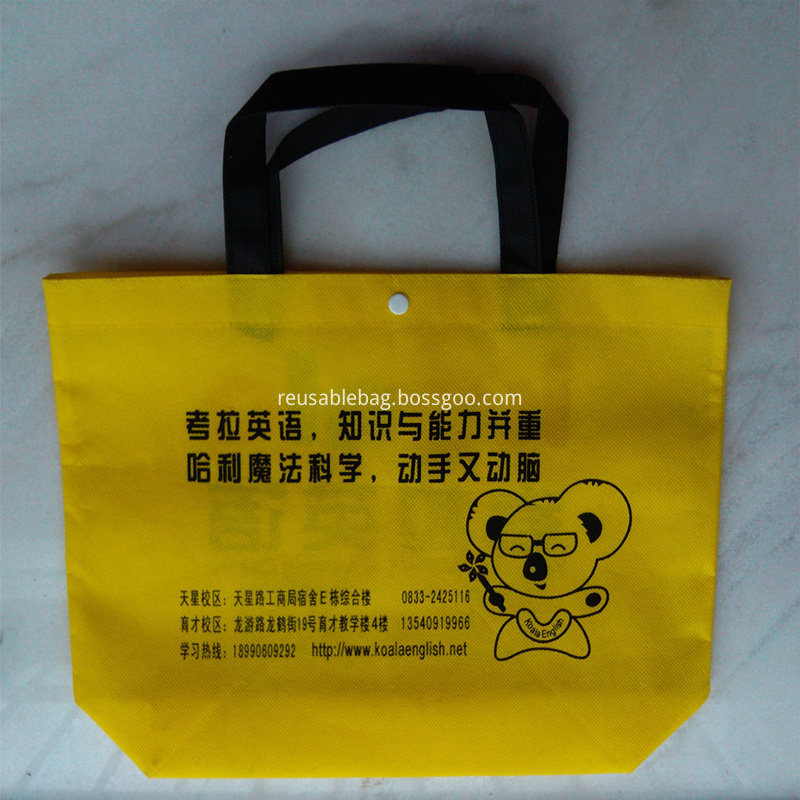 reusablebag.bossgoo.com
考拉英语，知识与能力并重
哈利魔法科学，动手又动脑
天星校区：天星路工商局宿舍E栋综合楼 0833-2425116
育才校区：龙游路龙鹤街19号育才教学楼4楼 13540919966
学习热线：18990609292 http://www.koalaenglish.net
Koala English